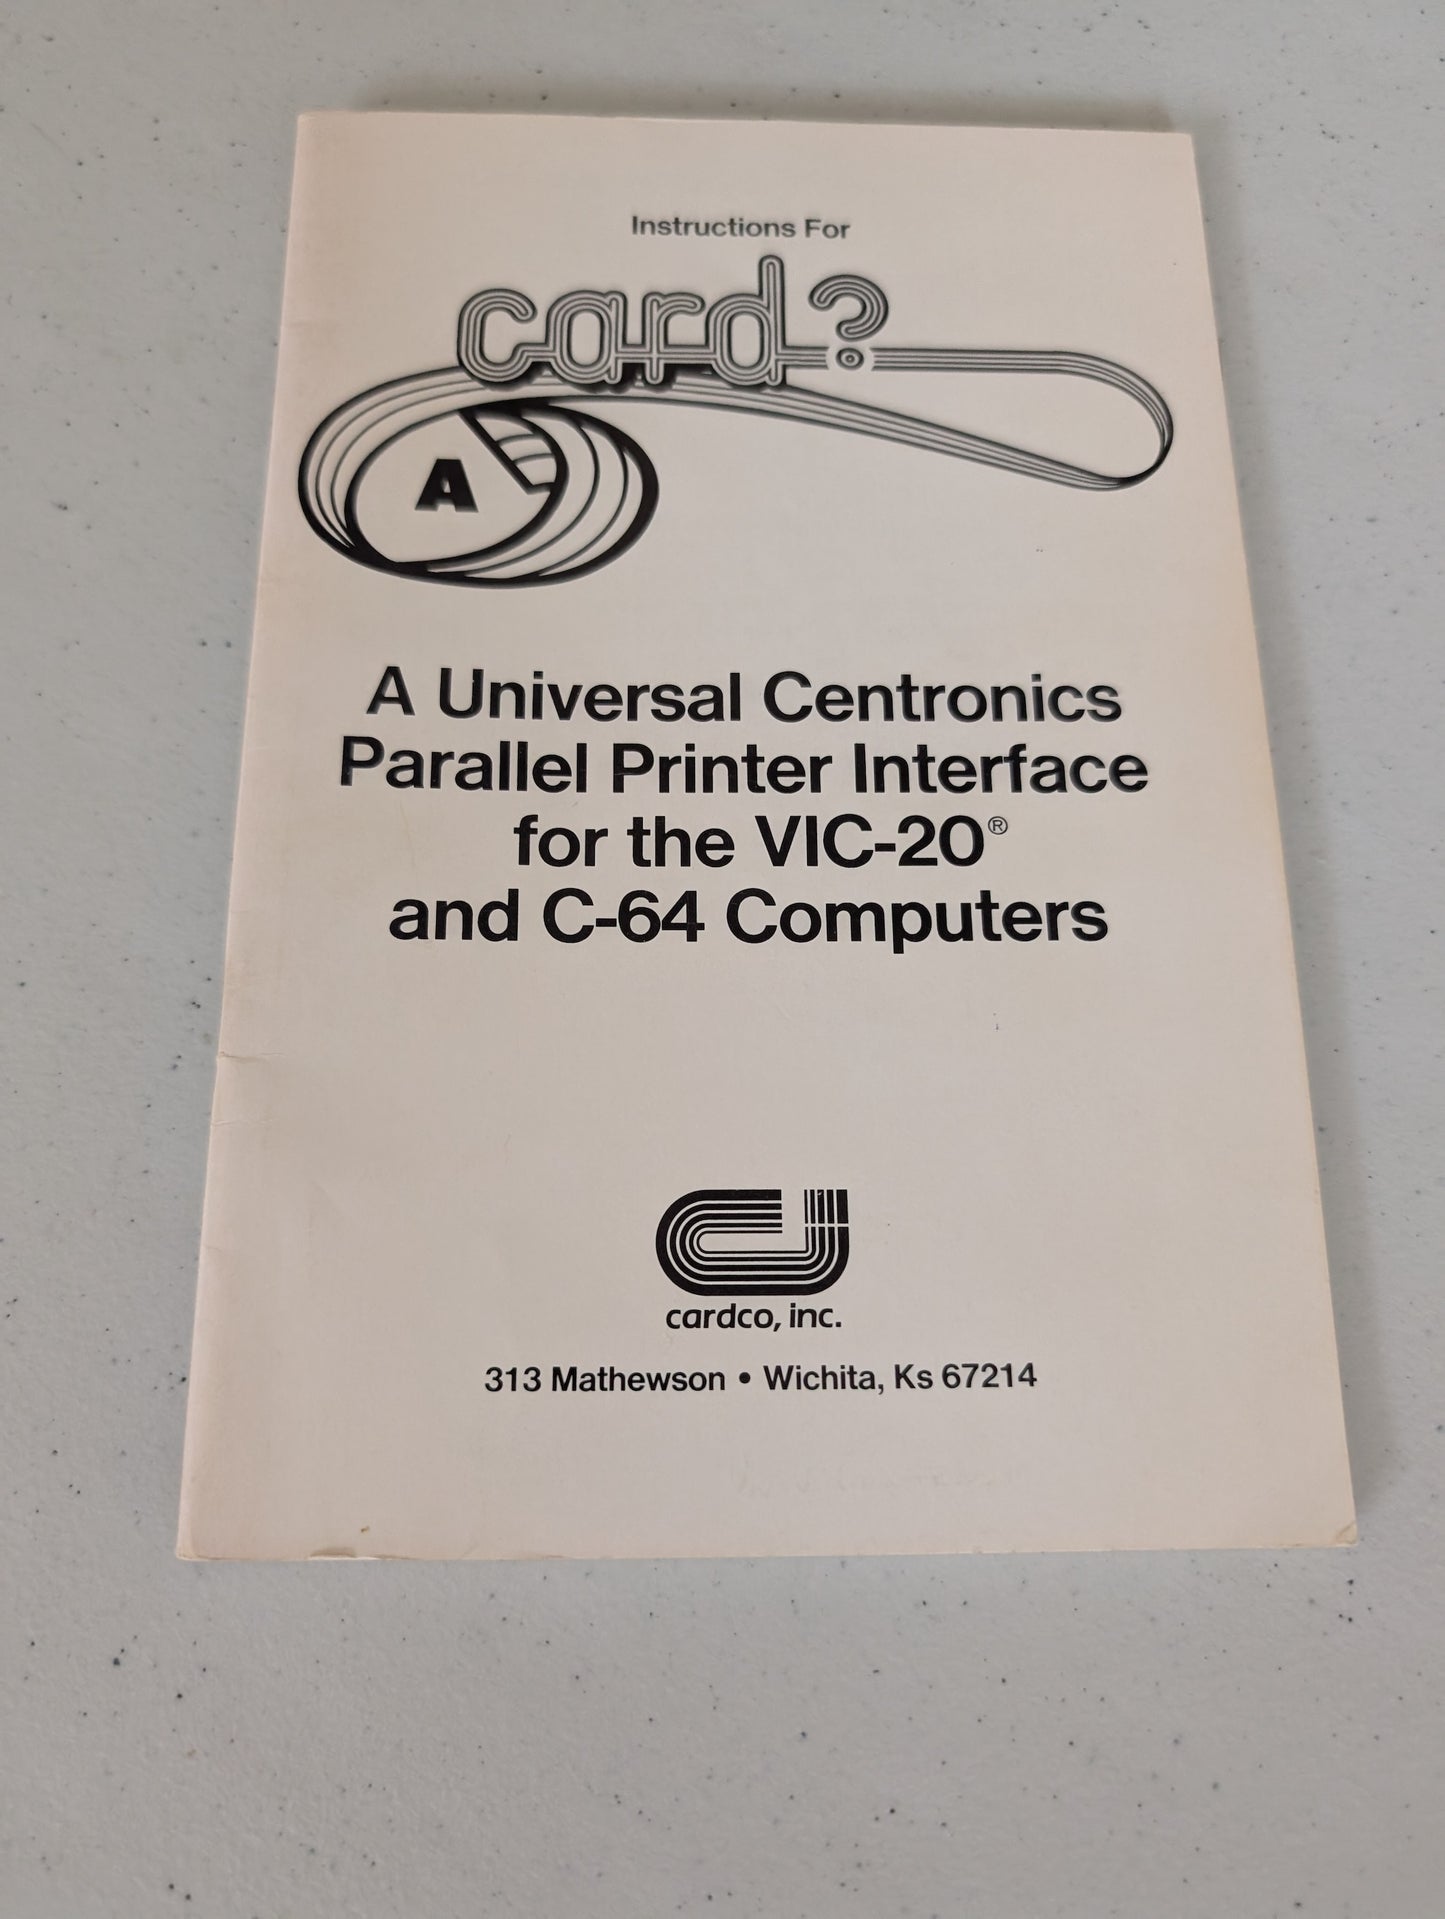 Instructions For
card?
A
A Universal Centronics
Parallel Printer Interface
for the VIC-20®
and C-64 Computers
cardco, inc.
313 Mathewson • Wichita, Ks 67214